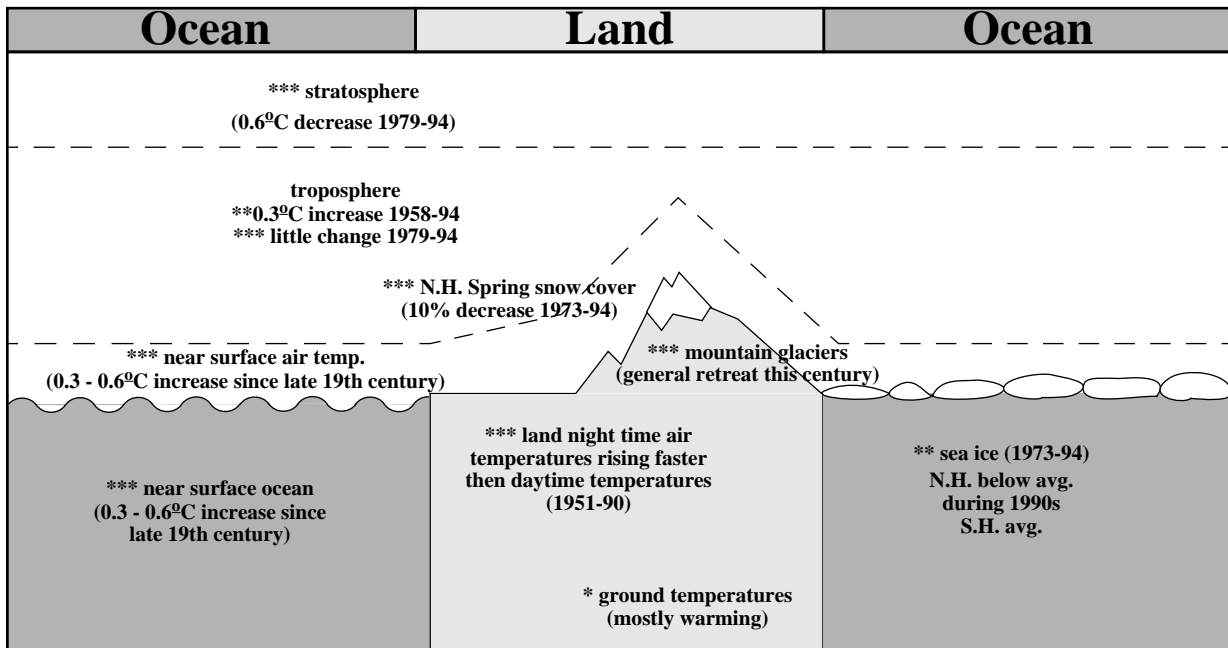 Ocean
Land
Ocean
*** stratosphere
(0.6ºC decrease 1979-94)
troposphere
**0.3ºC increase 1958-94
*** little change 1979-94
*** N.H. Spring snow cover
(10% decrease 1973-94)
*** near surface air temp.
(0.3 - 0.6ºC increase since late 19th century)
*** mountain glaciers
(general retreat this century)
*** near surface ocean
(0.3 - 0.6ºC increase since
late 19th century)
*** land night time air
temperatures rising faster
then daytime temperatures
(1951-90)
** sea ice (1973-94)
N.H. below avg.
during 1990s
S.H. avg.
* ground temperatures
(mostly warming)